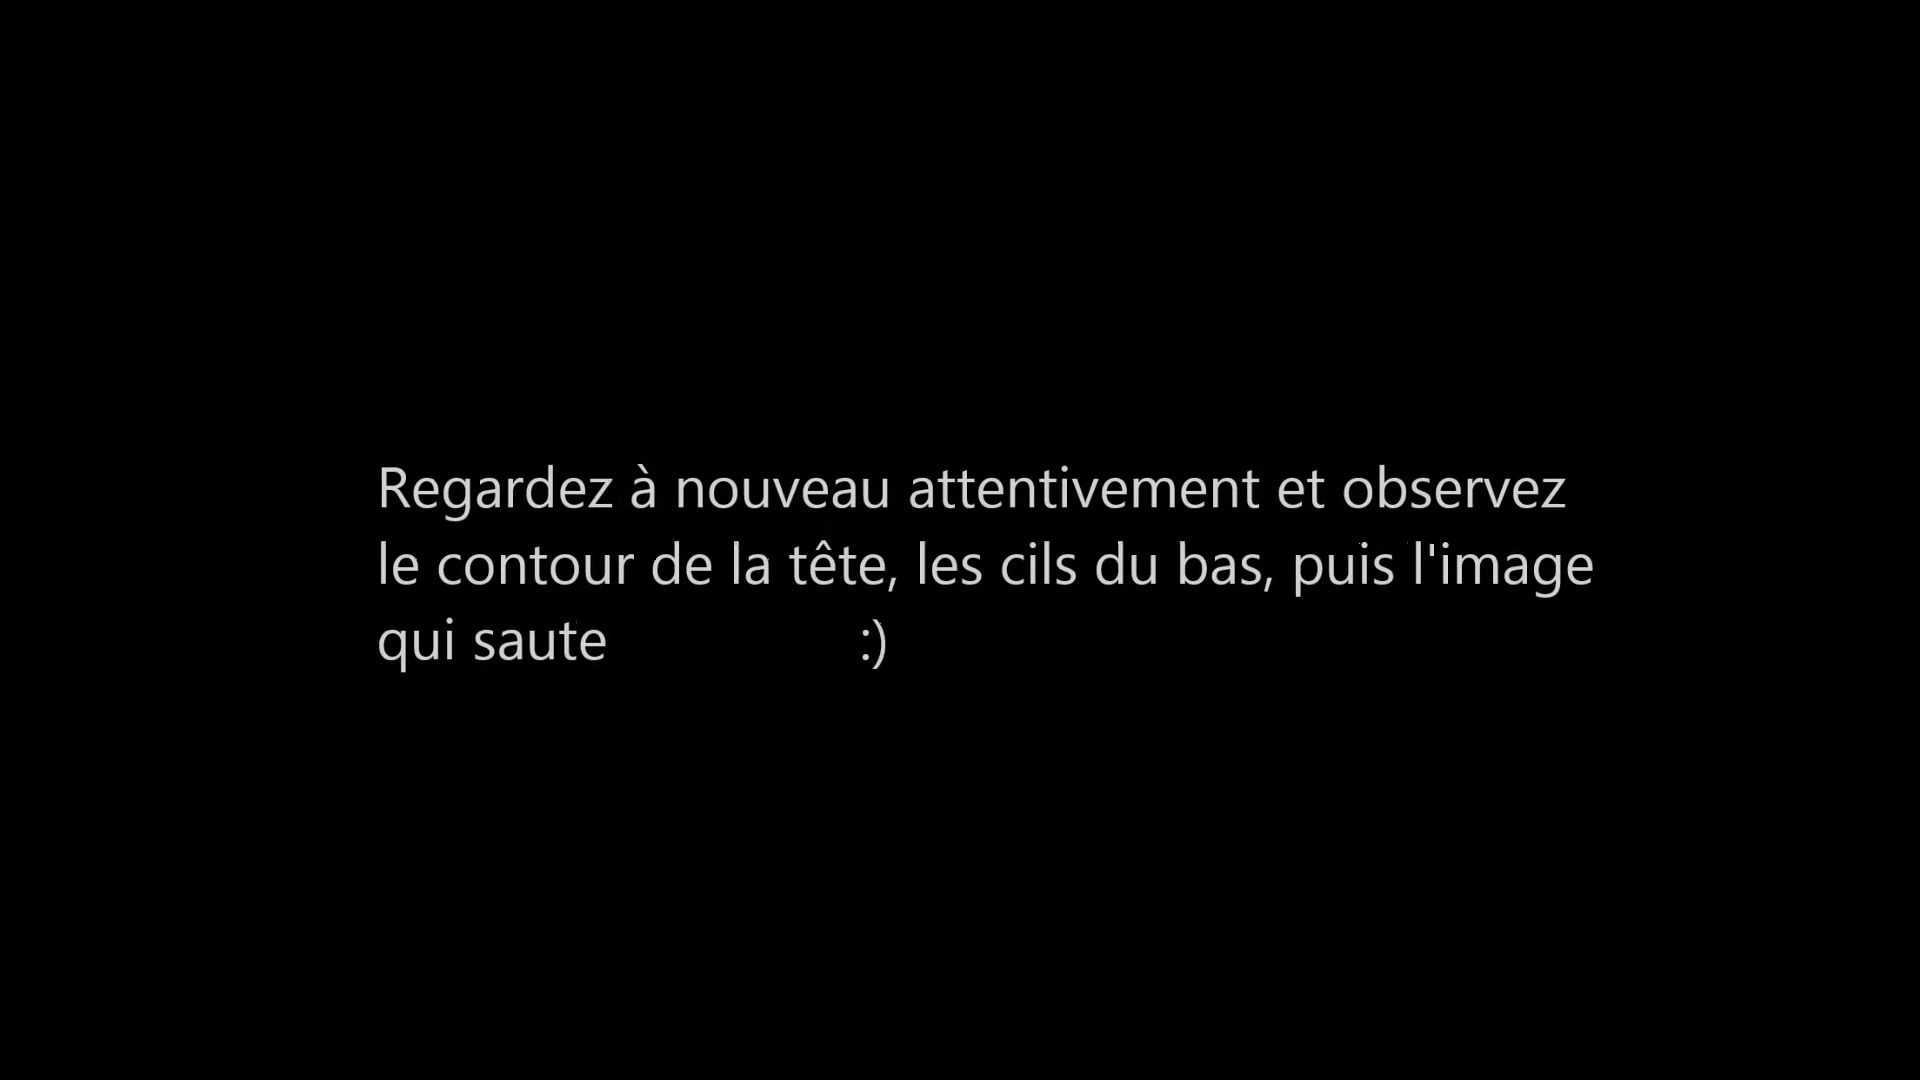 Regardez à nouveau attentivement et observez
le contour de la tête, les cils du bas, puis l'image
qui saute :)